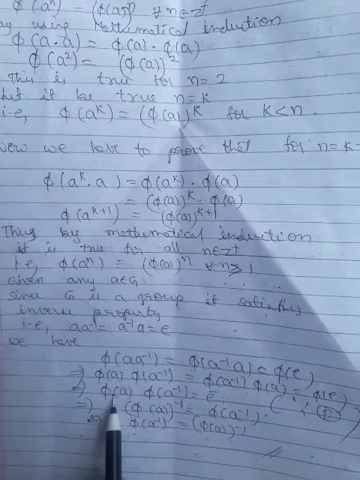 φ(aⁿ) = (φ(a))ⁿ ∀ n=z⁺
by using Mathematical induction
φ(a·a) = φ(a)·φ(a)
φ(a²) = (φ(a))²
This is true for n=2
Let it be true n=k
i-e, φ(aᵏ) = (φ(a))ᵏ for k<n.
Now we have to prove that for n=k-
φ(aᵏ·a) = φ(aᵏ)·φ(a)
= (φ(a))ᵏ·φ(a)
φ(aᵏ⁺¹) = (φ(a))ᵏ⁺¹
Thus by mathematical induction
it is true for all n∈z⁺
i-e, φ(aⁿ) = (φ(a))ⁿ ∀ n≥1
given any a∈G
Since G is a group it satisfies
inverse property
i-e, aa⁻¹ = a⁻¹a = e
we have
φ(aa⁻¹) = φ(a⁻¹a) = φ(e)
⇒ φ(a) φ(a⁻¹) = φ(a⁻¹) φ(a) = φ(e)
⇒ φ(a) φ(a⁻¹) = e
⇒ (φ(a))⁻¹ = φ(a⁻¹).
φ(a⁻¹) = (φ(a))⁻¹